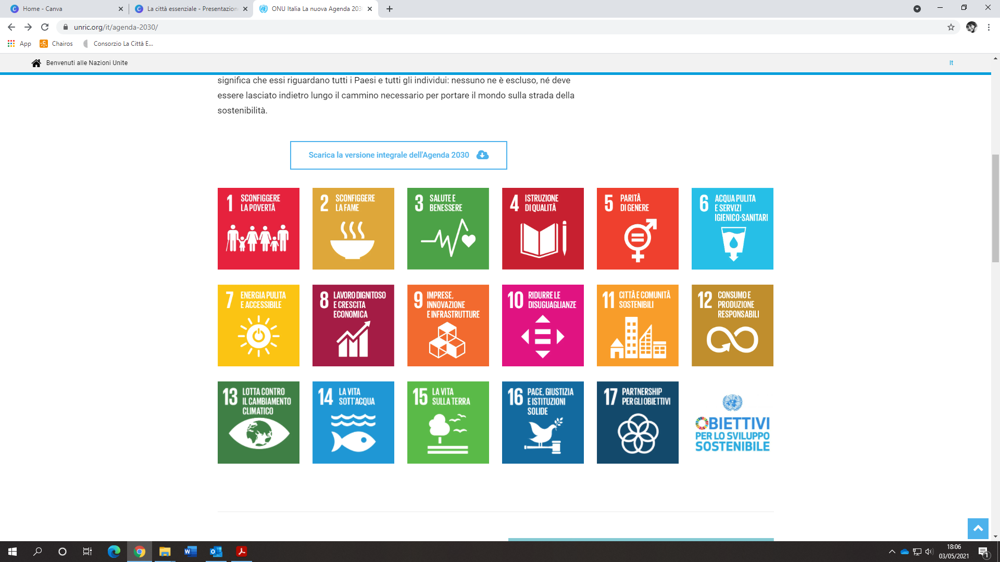 Home - Canva
La città essenziale - Presentazion
ONU Italia La nuova Agenda 203
unric.org/it/agenda-2030/
App
Chairos
Consorzio La Città E...
Benvenuti alle Nazioni Unite
It
significa che essi riguardano tutti i Paesi e tutti gli individui: nessuno ne è escluso, né deve
essere lasciato indietro lungo il cammino necessario per portare il mondo sulla strada della
sostenibilità.
Scarica la versione integrale dell'Agenda 2030
1 SCONFIGGERE
LA POVERTÀ
2 SCONFIGGERE
LA FAME
3 SALUTE E
BENESSERE
4 ISTRUZIONE
DI QUALITÀ
5 PARITÀ
DI GENERE
6 ACQUA PULITA
E SERVIZI
IGIENICO-SANITARI
7 ENERGIA PULITA
E ACCESSIBILE
8 LAVORO DIGNITOSO
E CRESCITA
ECONOMICA
9 IMPRESE,
INNOVAZIONE
E INFRASTRUTTURE
10 RIDURRE LE
DISUGUAGLIANZE
11 CITTÀ E COMUNITÀ
SOSTENIBILI
12 CONSUMO E
PRODUZIONE
RESPONSABILI
13 LOTTA CONTRO
IL CAMBIAMENTO
CLIMATICO
14 LA VITA
SOTT'ACQUA
15 LA VITA
SULLA TERRA
16 PACE, GIUSTIZIA
E ISTITUZIONI
SOLIDE
17 PARTNERSHIP
PER GLI OBIETTIVI
OBIETTIVI
PER LO SVILUPPO
SOSTENIBILE
18:06
03/05/2021
1